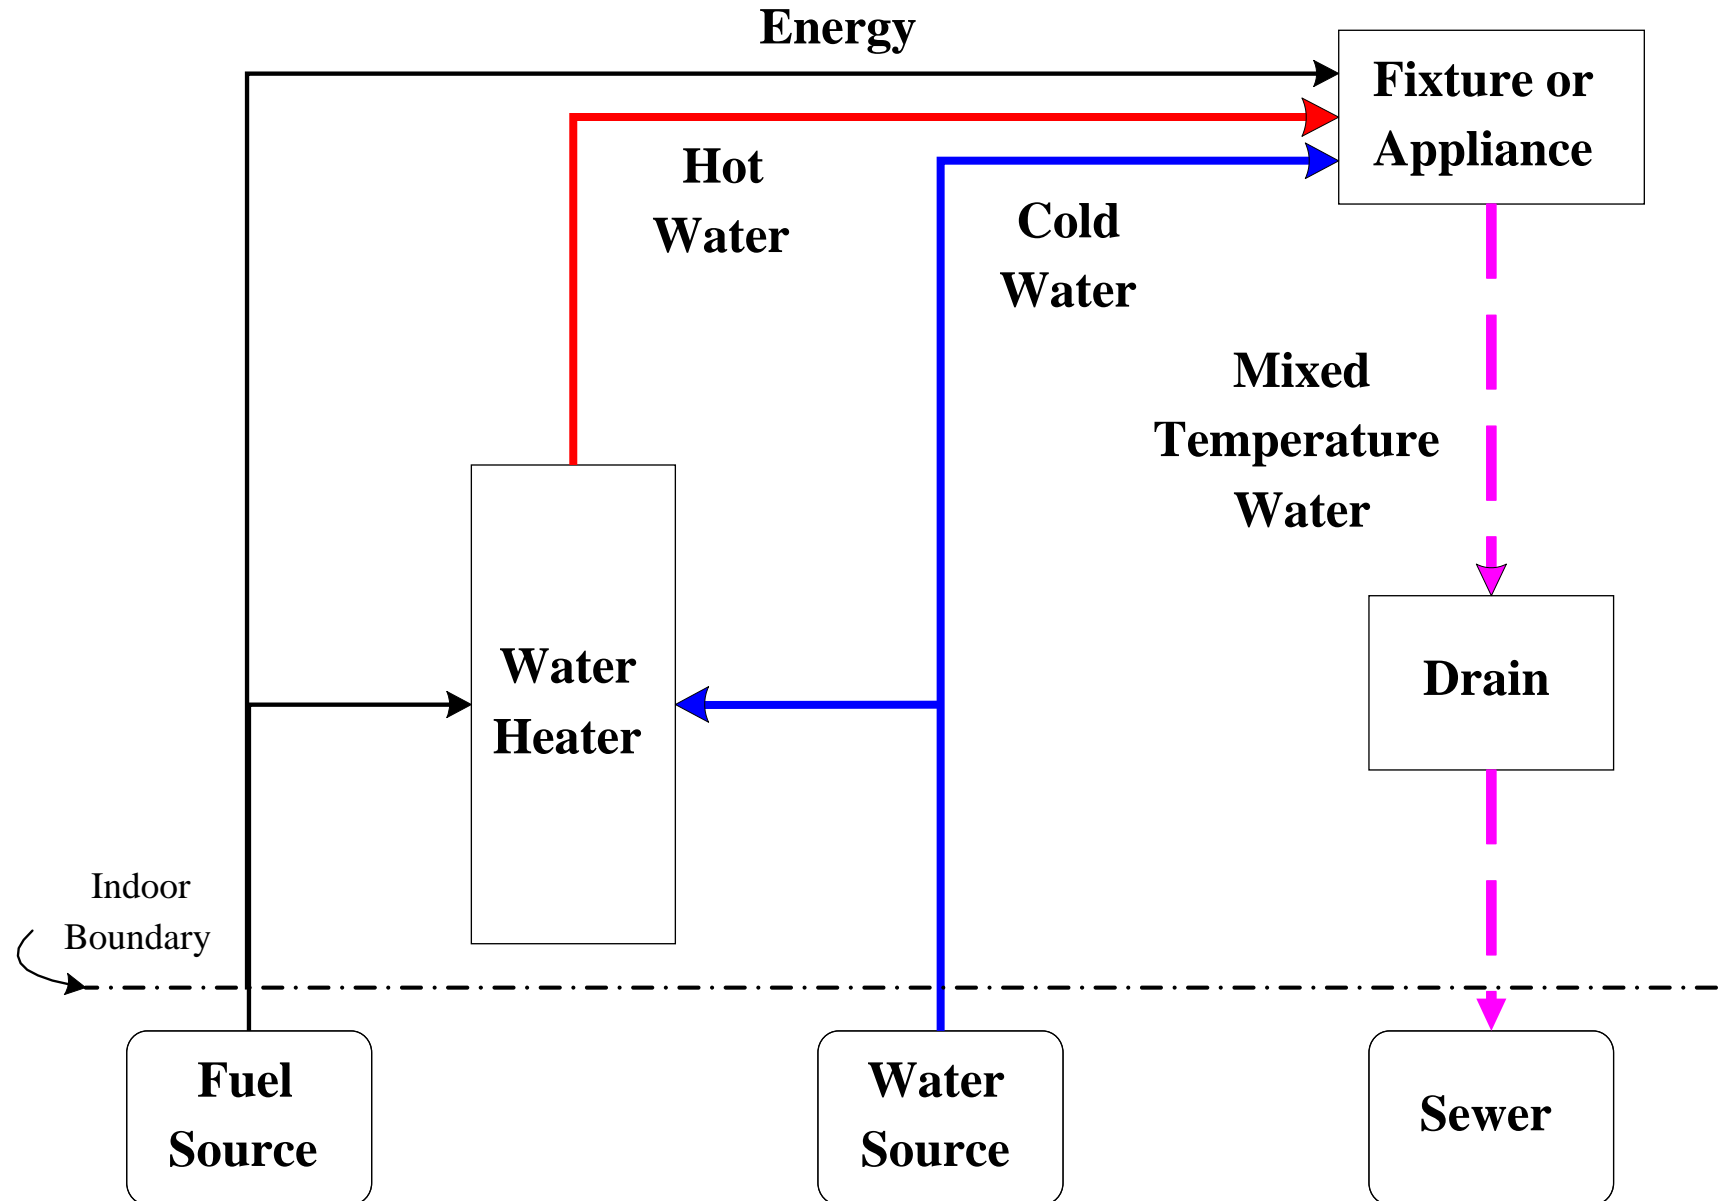 Energy
Fixture or
Appliance
Hot
Water
Cold
Water
Mixed
Temperature
Water
Water
Heater
Drain
Indoor
Boundary
Fuel
Source
Water
Source
Sewer